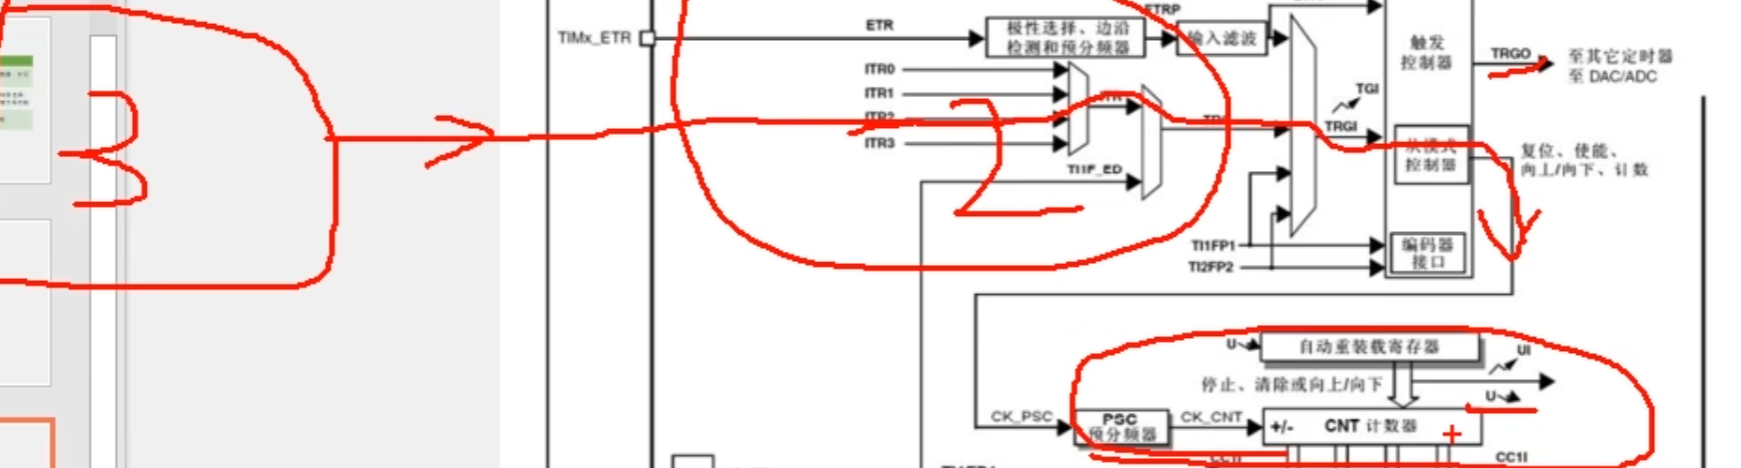 ETRP
ETR
TIMx_ETR
极性选择、边沿
检测和预分频器
输入滤波
触发
控制器
TRGO
至其它定时器
至 DAC/ADC
ITR0
ITR1
ITR2
ITR3
TGI
TRGI
从模式
控制器
复位、使能、
向上/向下、计数
TI1F_ED
TI1FP1
TI2FP2
编码器
接口
3
2
U
自动重装载寄存器
UI
停止、清除或向上/向下
U
CK_PSC
PSC
预分频器
CK_CNT
+/-
CNT 计数器
CC1I